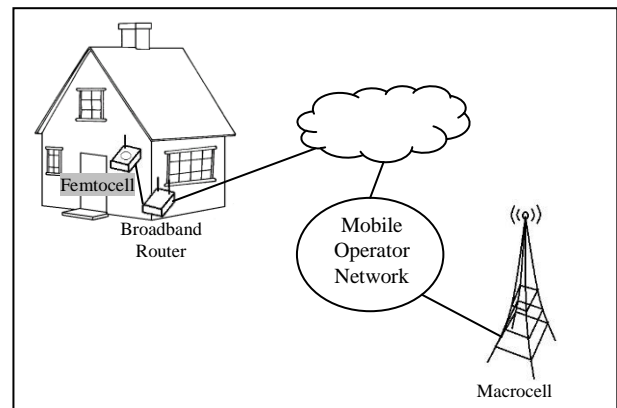 Femtocell
Broadband
Router
Mobile
Operator
Network
Macrocell